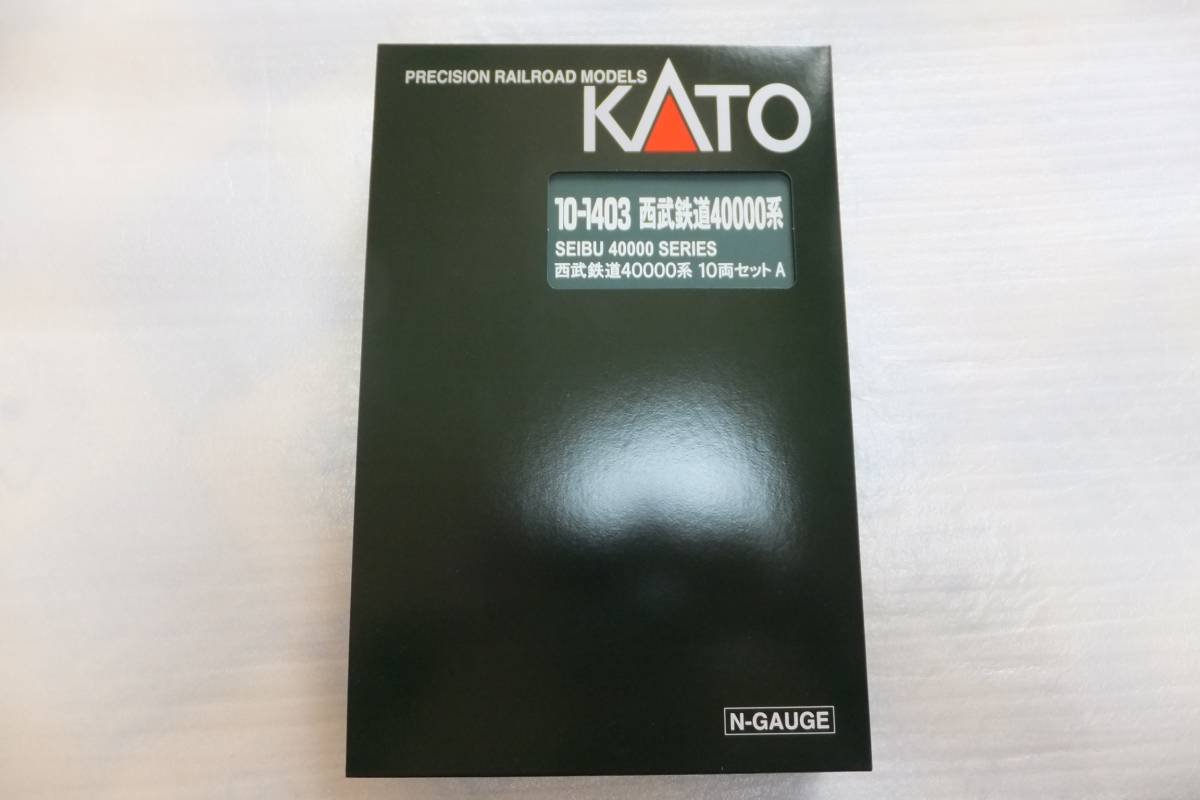 PRECISION RAILROAD MODELS
KATO
10-1403 西武鉄道40000系
SEIBU 40000 SERIES
西武鉄道40000系 10両セットA
N-GAUGE